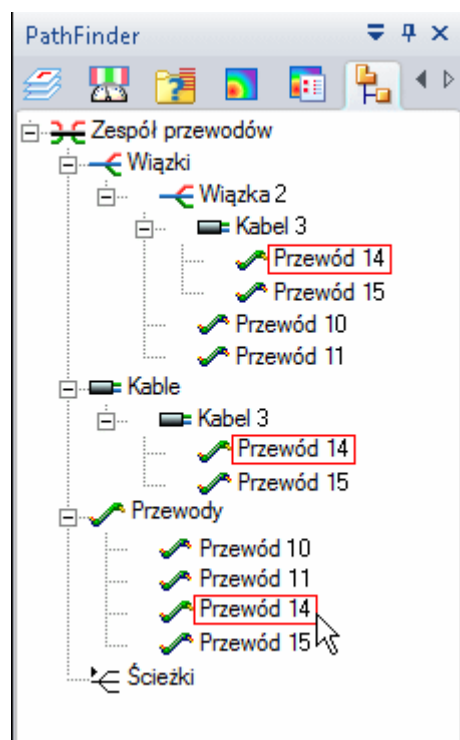 PathFinder
Zespół przewodów
Wiązki
Wiązka 2
Kabel 3
Przewód 14
Przewód 15
Przewód 10
Przewód 11
Kable
Kabel 3
Przewód 14
Przewód 15
Przewody
Przewód 10
Przewód 11
Przewód 14
Przewód 15
Ścieżki